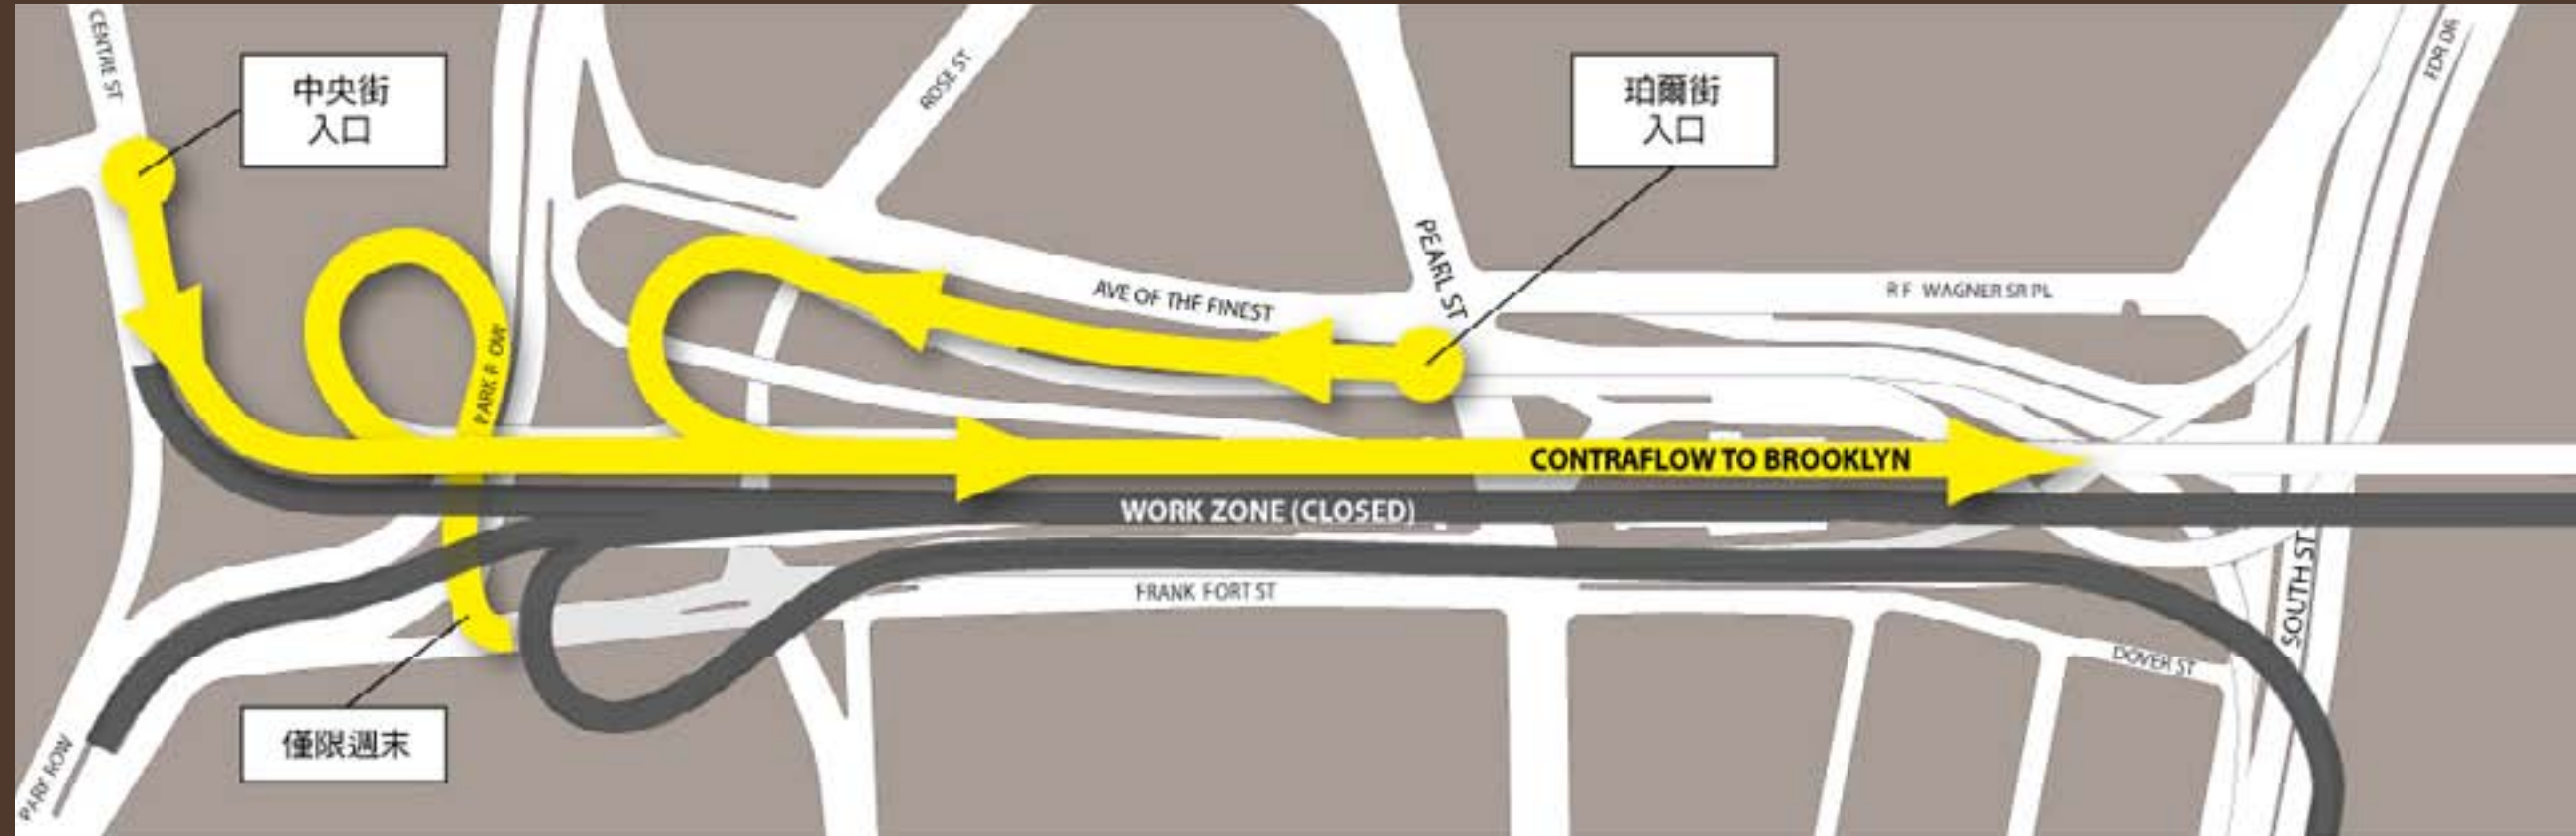 CENTRE ST
中央街
入口
ROSE ST
珀爾街
入口
FDR DR
PEARL ST
AVE OF THF FINEST
R F WAGNER SR PL
PARK R OW
CONTRAFLOW TO BROOKLYN
WORK ZONE (CLOSED)
FRANK FORT ST
SOUTH ST
DOVER ST
僅限週末
PARK ROW